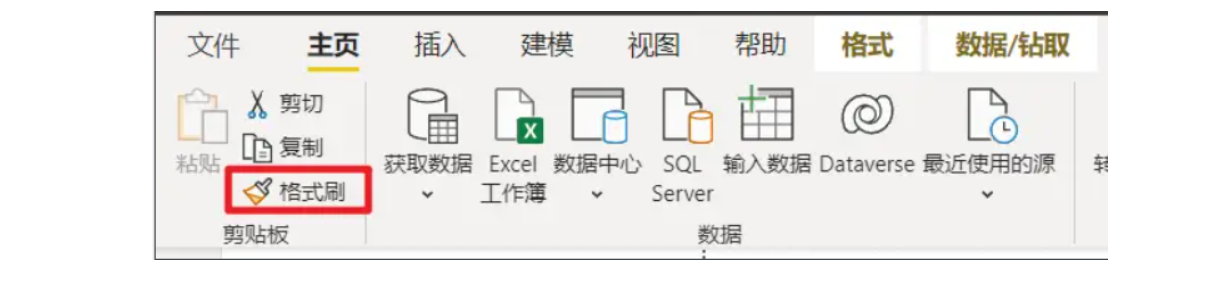 文件 主页 插入 建模 视图 帮助 格式 数据/钻取
剪切
复制
粘贴
格式刷
剪贴板
获取数据 Excel 数据中心 SQL 输入数据 Dataverse 最近使用的源
工作簿 Server
数据